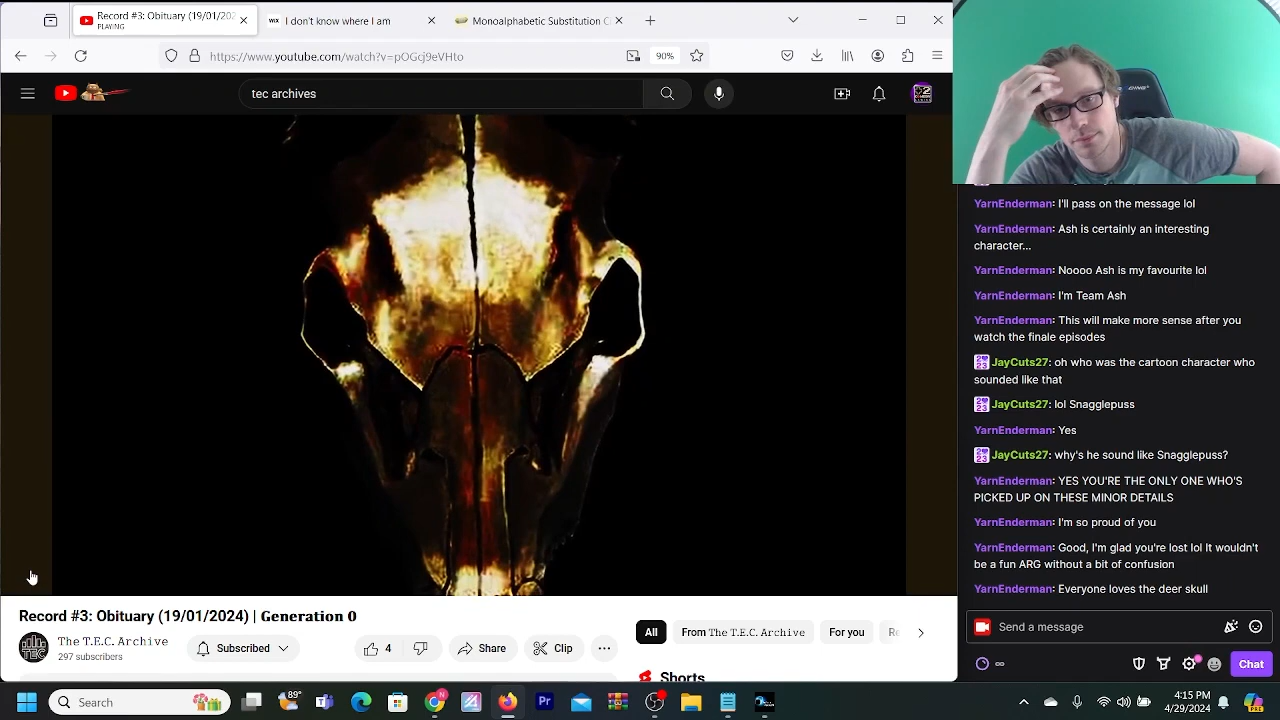 Record #3: Obituary (19/01/202
PLAYING
I don't know where I am
Monoalphabetic Substitution C
https://www.youtube.com/watch?v=pOGcj9eVHto
90%
tec archives
YarnEnderman: I'll pass on the message lol
YarnEnderman: Ash is certainly an interesting
character...
YarnEnderman: Noooo Ash is my favourite lol
YarnEnderman: I'm Team Ash
YarnEnderman: This will make more sense after you
watch the finale episodes
JayCuts27: oh who was the cartoon character who
sounded like that
JayCuts27: lol Snagglepuss
YarnEnderman: Yes
JayCuts27: why's he sound like Snagglepuss?
YarnEnderman: YES YOU'RE THE ONLY ONE WHO'S
PICKED UP ON THESE MINOR DETAILS
YarnEnderman: I'm so proud of you
YarnEnderman: Good, I'm glad you're lost lol It wouldn't
be a fun ARG without a bit of confusion
YarnEnderman: Everyone loves the deer skull
Send a message
Chat
Record #3: Obituary (19/01/2024) | Generation 0
The T.E.C. Archive
297 subscribers
Subscribed
4
Share
Clip
All
From The T.E.C. Archive
For you
Re
Shorts
Search
89°
4:15 PM
4/29/2024